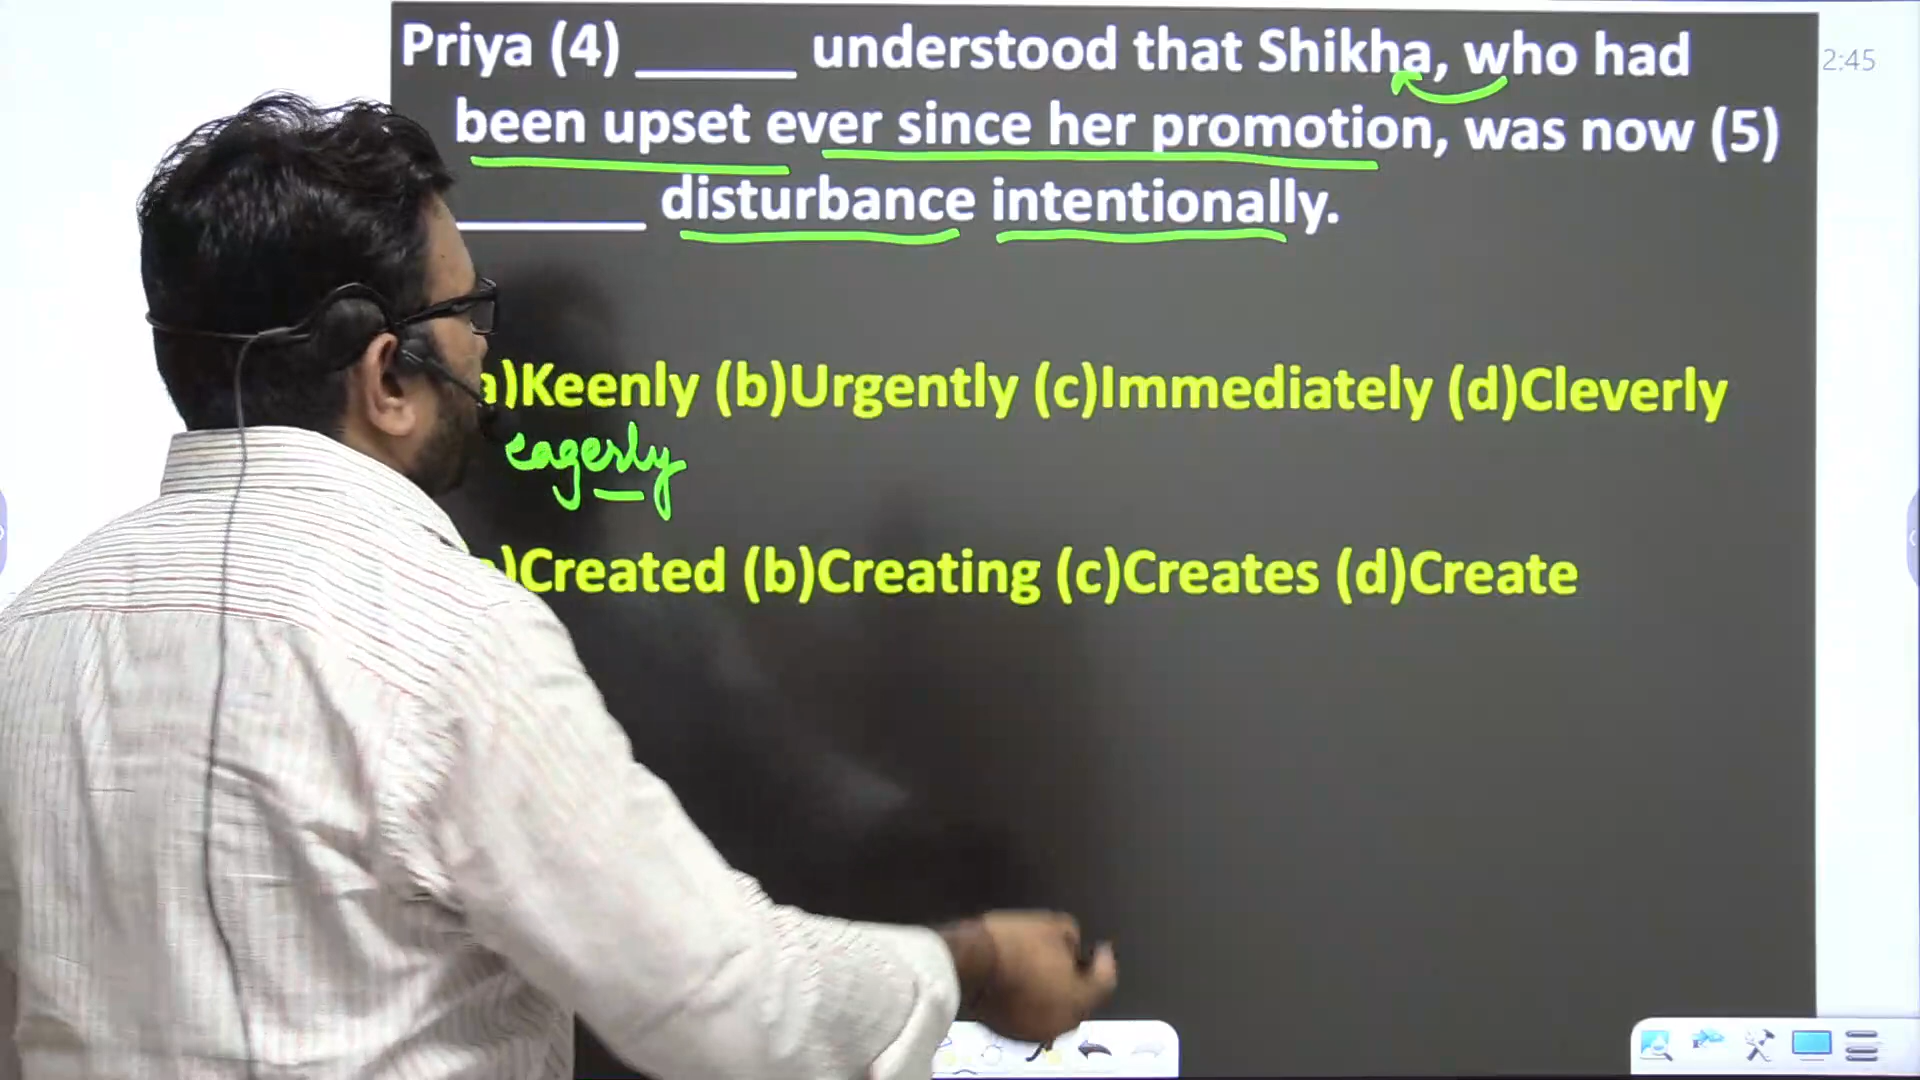 Priya (4) _____ understood that Shikha, who had
2:45
been upset ever since her promotion, was now (5)
______ disturbance intentionally.
a)Keenly (b)Urgently (c)Immediately (d)Cleverly
eagerly
)Created (b)Creating (c)Creates (d)Create